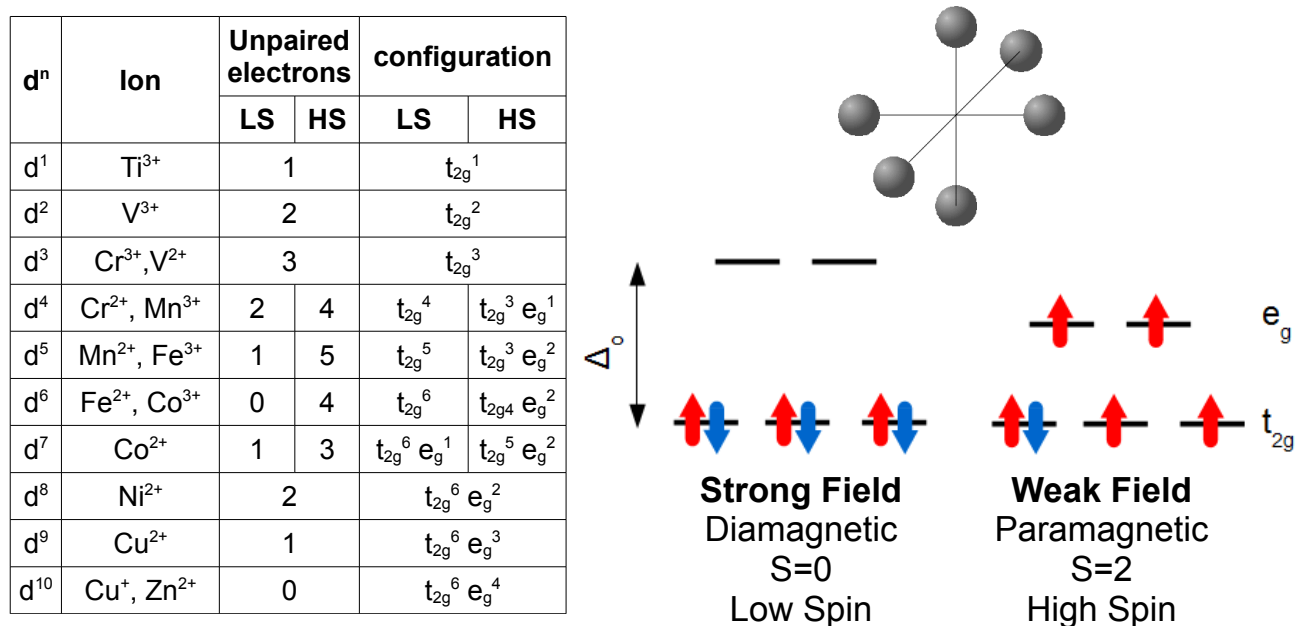 dⁿ Ion Unpaired electrons configuration
LS HS LS HS
d¹ Ti³⁺ 1 t₂g¹
d² V³⁺ 2 t₂g²
d³ Cr³⁺,V²⁺ 3 t₂g³
d⁴ Cr²⁺, Mn³⁺ 2 4 t₂g⁴ t₂g³ eg¹
d⁵ Mn²⁺, Fe³⁺ 1 5 t₂g⁵ t₂g³ eg²
d⁶ Fe²⁺, Co³⁺ 0 4 t₂g⁶ t₂g4 eg²
d⁷ Co²⁺ 1 3 t₂g⁶ eg¹ t₂g⁵ eg²
d⁸ Ni²⁺ 2 t₂g⁶ eg²
d⁹ Cu²⁺ 1 t₂g⁶ eg³
d¹⁰ Cu⁺, Zn²⁺ 0 t₂g⁶ eg⁴
Δo
eg
t₂g
Strong Field
Diamagnetic
S=0
Low Spin
Weak Field
Paramagnetic
S=2
High Spin